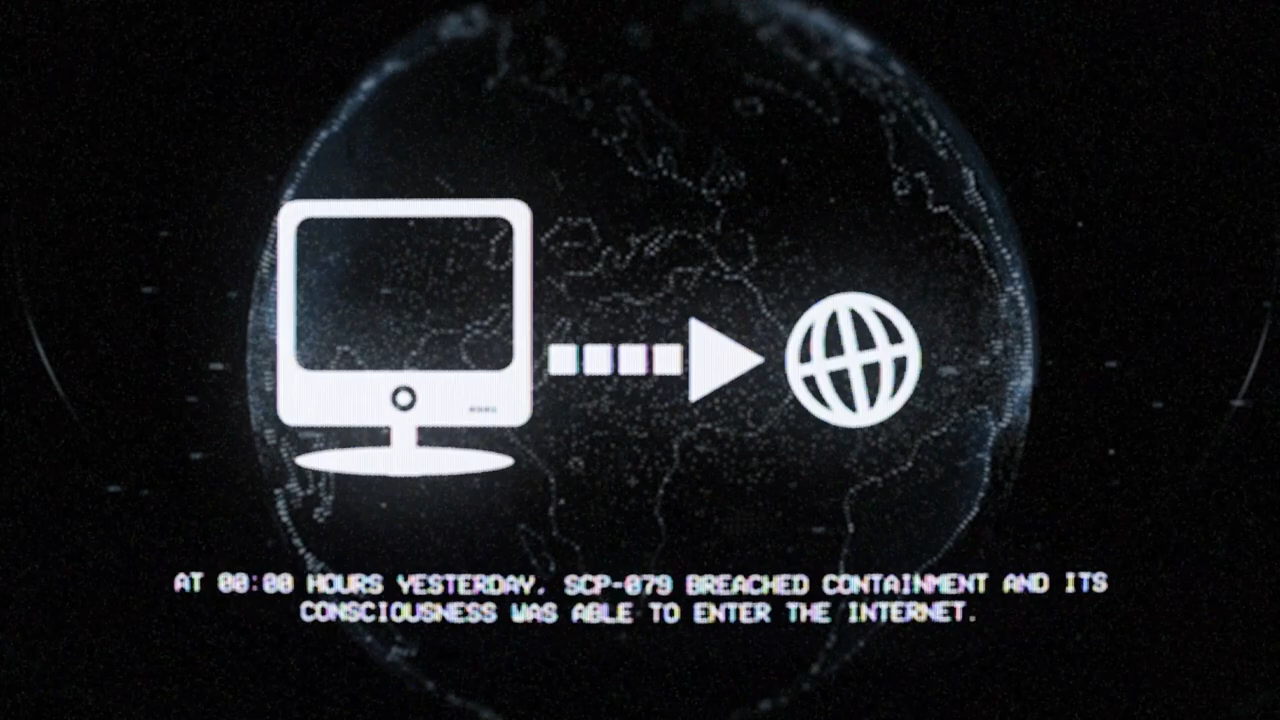 AT 00:00 HOURS YESTERDAY, SCP-079 BREACHED CONTAINMENT AND ITS
CONSCIOUSNESS WAS ABLE TO ENTER THE INTERNET.